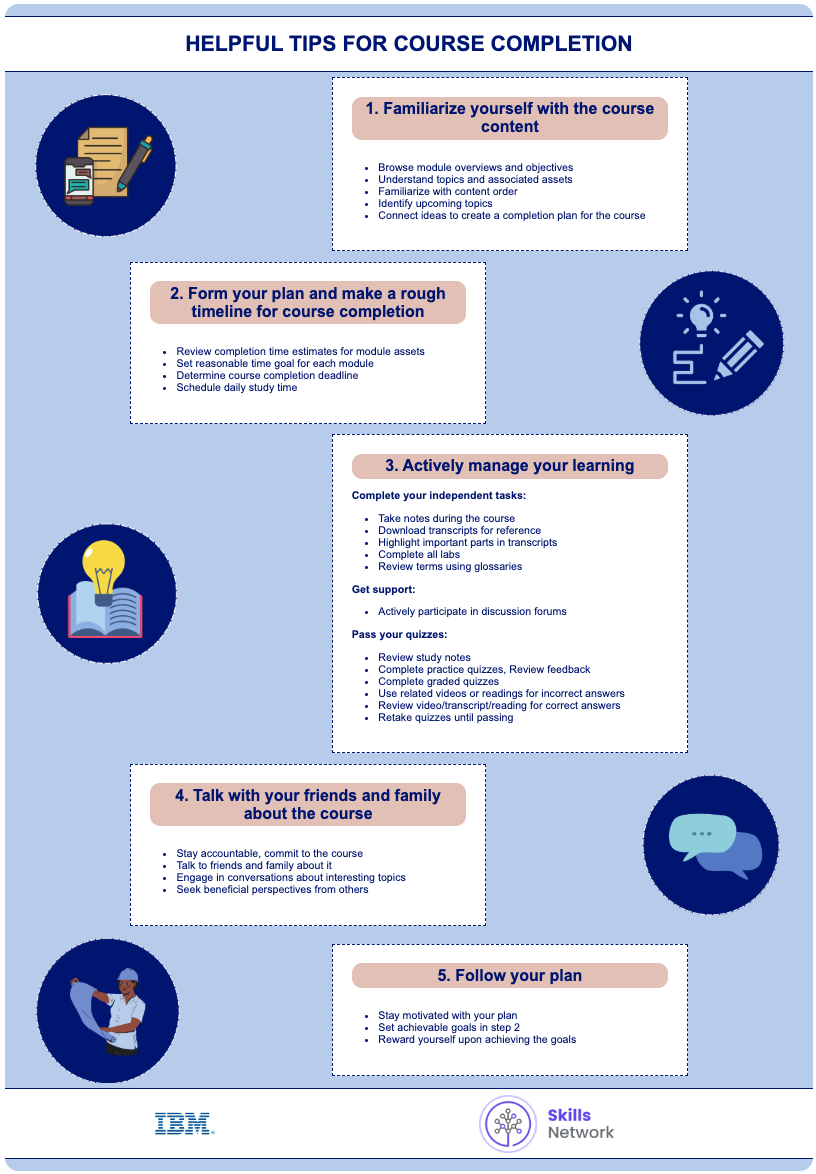 HELPFUL TIPS FOR COURSE COMPLETION
1. Familiarize yourself with the course
content
• Browse module overviews and objectives
• Understand topics and associated assets
• Familiarize with content order
• Identify upcoming topics
• Connect ideas to create a completion plan for the course
2. Form your plan and make a rough
timeline for course completion
• Review completion time estimates for module assets
• Set reasonable time goal for each module
• Determine course completion deadline
• Schedule daily study time
3. Actively manage your learning
Complete your independent tasks:
• Take notes during the course
• Download transcripts for reference
• Highlight important parts in transcripts
• Complete all labs
• Review terms using glossaries
Get support:
• Actively participate in discussion forums
Pass your quizzes:
• Review study notes
• Complete practice quizzes, Review feedback
• Complete graded quizzes
• Use related videos or readings for incorrect answers
• Review video/transcript/reading for correct answers
• Retake quizzes until passing
4. Talk with your friends and family
about the course
• Stay accountable, commit to the course
• Talk to friends and family about it
• Engage in conversations about interesting topics
• Seek beneficial perspectives from others
5. Follow your plan
• Stay motivated with your plan
• Set achievable goals in step 2
• Reward yourself upon achieving the goals
IBM®
Skills
Network